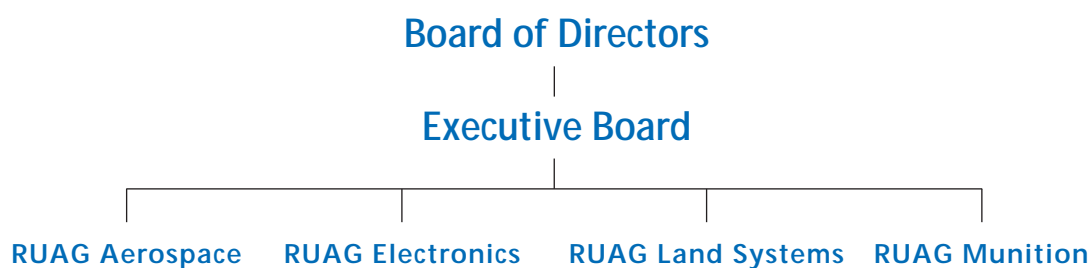 Board of Directors
Executive Board
RUAG Aerospace RUAG Electronics RUAG Land Systems RUAG Munition